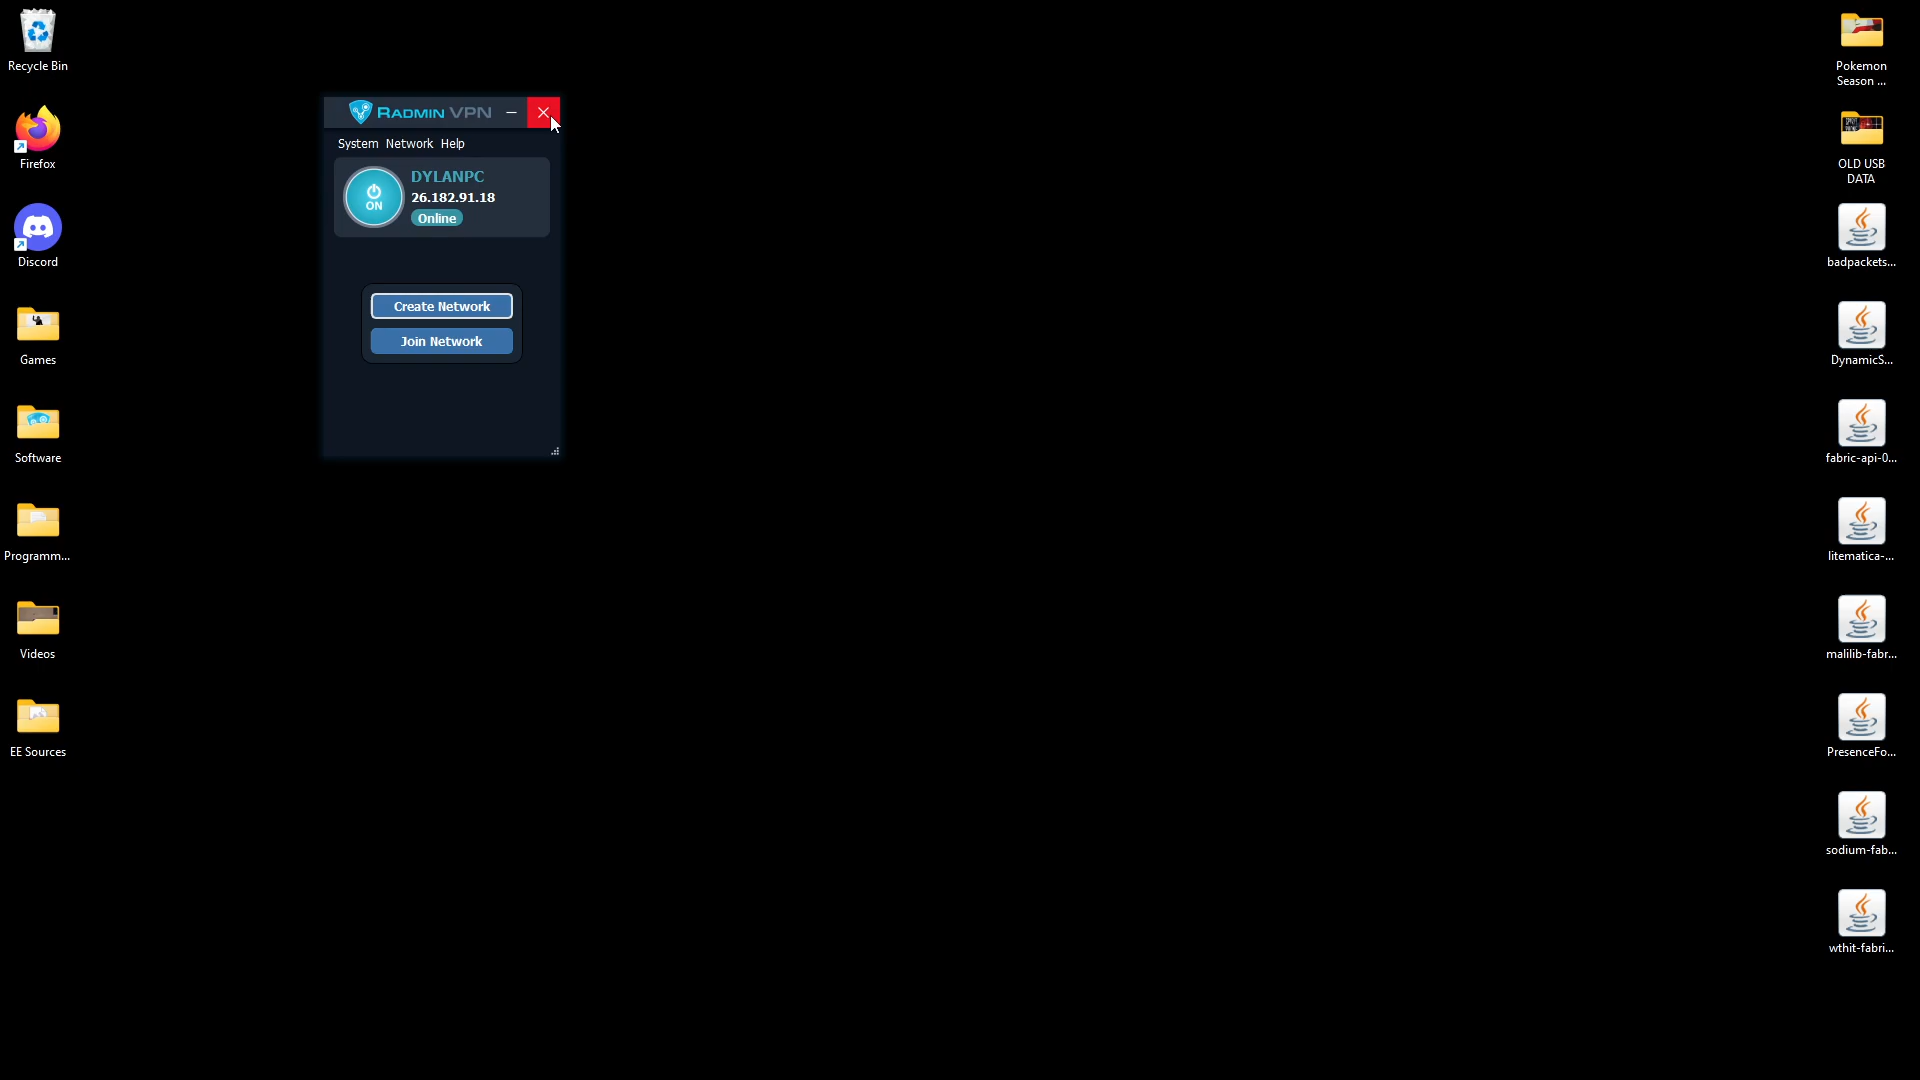 Recycle Bin
Firefox
Discord
Games
Software
Programm...
Videos
EE Sources
RADMIN VPN
System Network Help
ON
DYLANPC
26.182.91.18
Online
Create Network
Join Network
Pokemon
Season ...
OLD USB
DATA
badpackets...
DynamicS...
fabric-api-0...
litematica-...
malilib-fabr...
PresenceFo...
sodium-fab...
wthit-fabri...